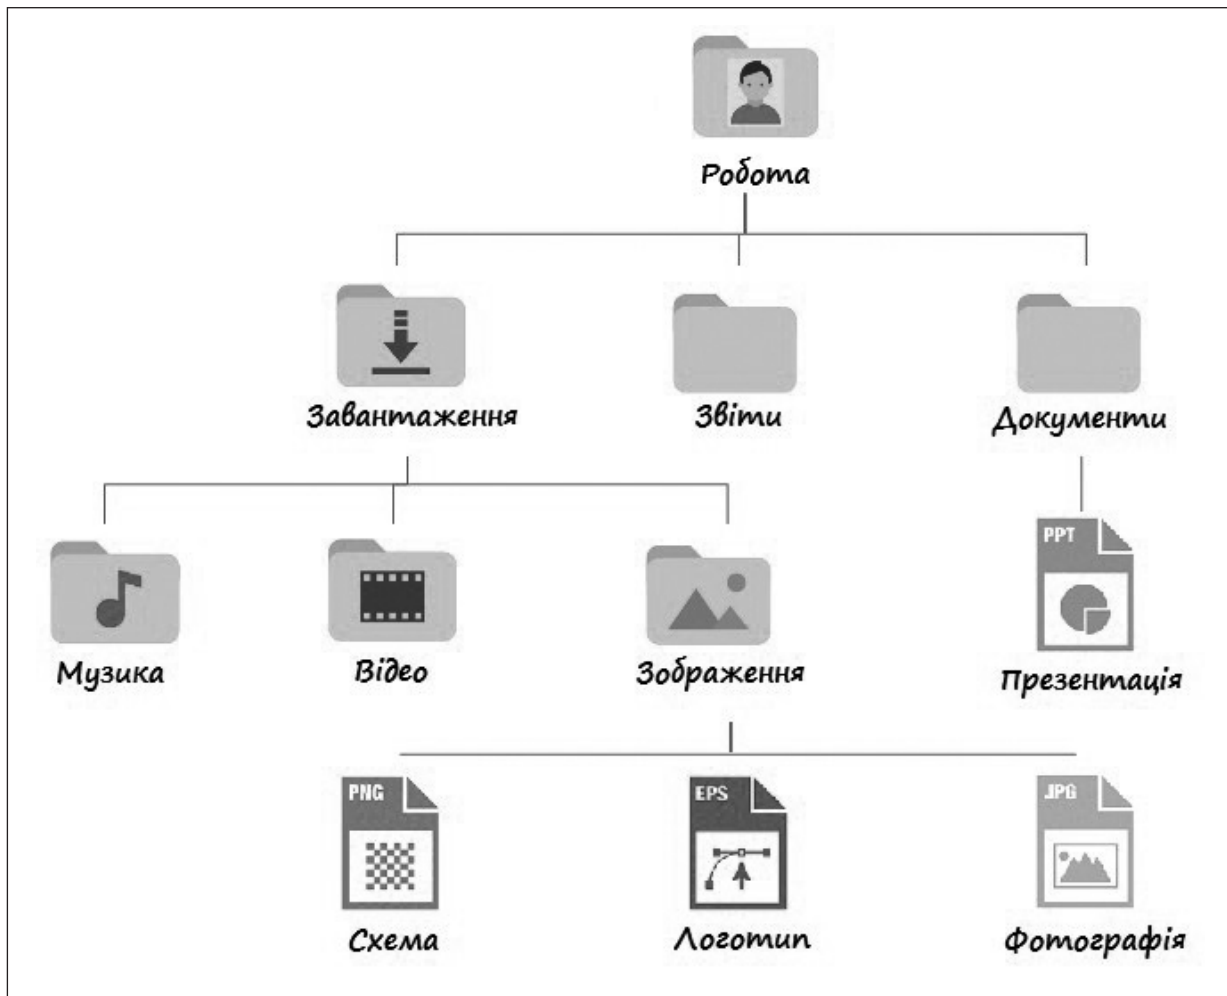 Робота
Завантаження Звіти Документи
PPT
Музика Відео Зображення Презентація
PNG EPS JPG
Схема Логотип Фотографія